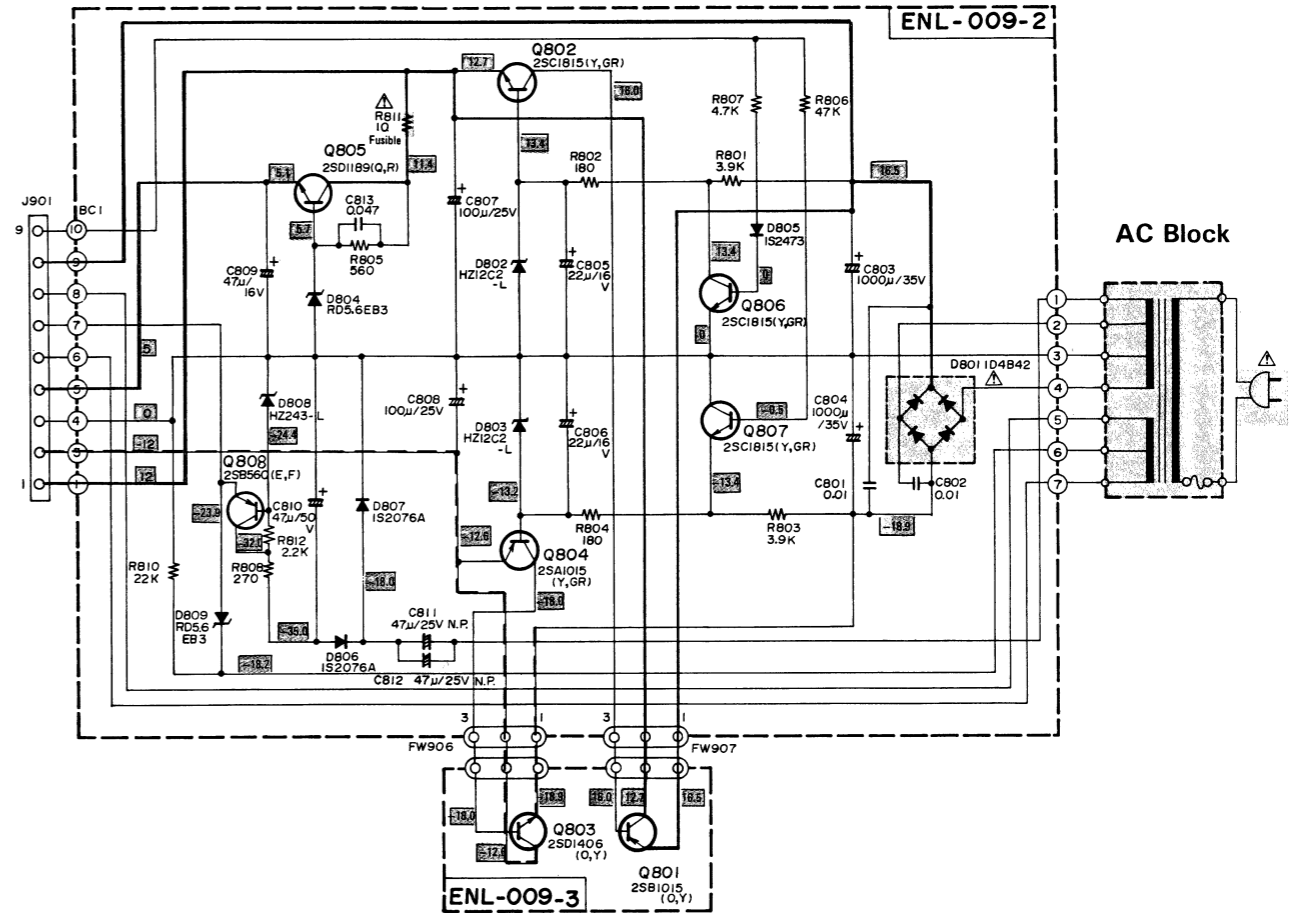 ENL-009-2
Q802
2SC1815(Y,GR)
12.7
16.0
R811
1Ω
Fusible
13.4
11.4
R807
4.7K
R806
47K
Q805
2SD1189(Q,R)
5.1
R802
180
R801
3.9K
16.5
J901
BC1
C813
0.047
C807
100μ/25V
5.7
R805
560
9
10
9
8
7
6
5
4
3
1
1
C809
47μ/
16V
D804
RD5.6EB3
D802
HZ12C2
-L
C805
22μ/16
V
D805
1S2473
13.4
0
C803
1000μ/35V
Q806
2SC1815(Y,GR)
0
AC Block
1
2
3
4
5
6
7
5
0
-12
12
D808
HZ243-L
-24.4
C808
100μ/25V
D803
HZ12C2
-L
C806
22μ/16
V
-0.5
Q807
2SC1815(Y,GR)
C804
1000μ
/35V
D801 1D4B42
Q808
2SB560(E,F)
-23.9
C810
47μ/50
V
D807
1S2076A
-13.2
-13.4
C801
0.01
C802
0.01
-32.0
R812
2.2K
-12.6
R804
180
R803
3.9K
-18.9
R810
22K
R808
270
Q804
2SA1015
(Y,GR)
-18.0
-18.0
D809
RD5.6
EB3
-35.0
D806
1S2076A
C811
47μ/25V N.P.
C812 47μ/25V N.P.
-18.2
3
1
3
1
FW906
FW907
-18.0
-18.9
16.0
12.7
16.5
Q803
2SD1406
(O,Y)
-12.6
Q801
2SB1015
(O,Y)
ENL-009-3